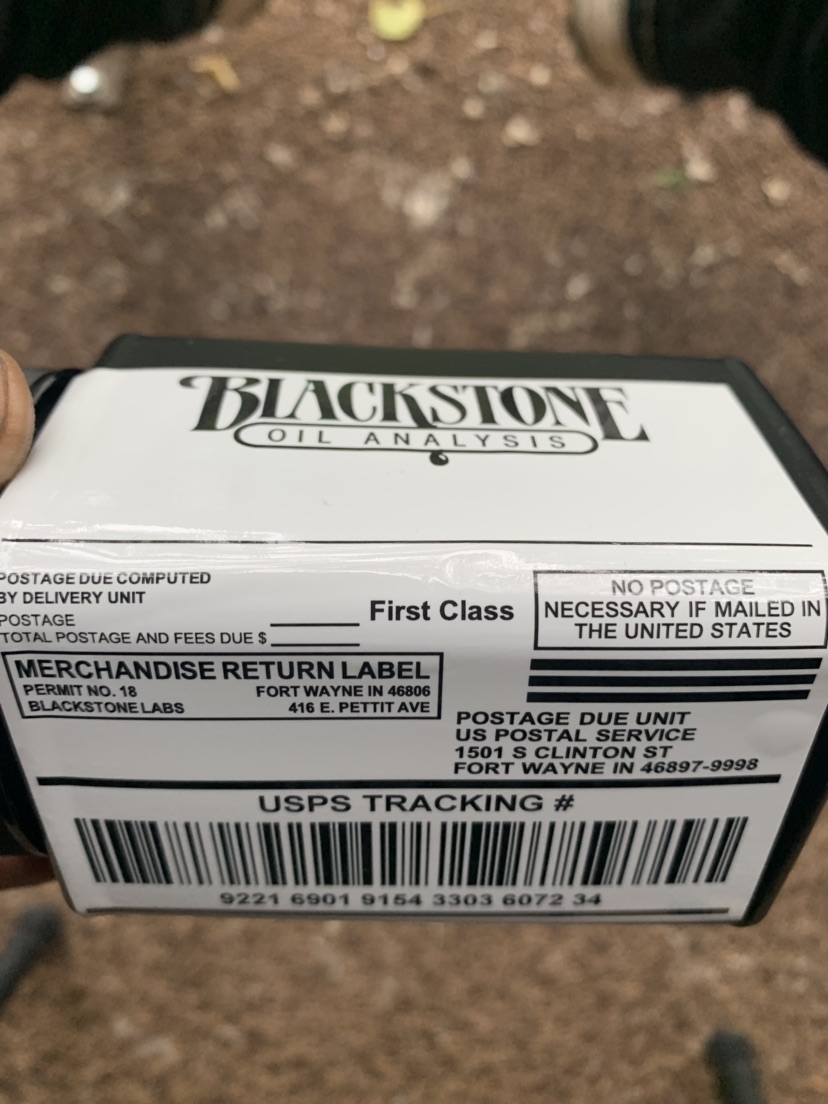 BLACKSTONE
OIL ANALYSIS
POSTAGE DUE COMPUTED
BY DELIVERY UNIT
POSTAGE
TOTAL POSTAGE AND FEES DUE $
First Class
NO POSTAGE
NECESSARY IF MAILED IN
THE UNITED STATES
MERCHANDISE RETURN LABEL
PERMIT NO. 18 FORT WAYNE IN 46806
BLACKSTONE LABS 416 E. PETTIT AVE
POSTAGE DUE UNIT
US POSTAL SERVICE
1501 S CLINTON ST
FORT WAYNE IN 46897-9998
USPS TRACKING #
9221 6901 9154 3303 6072 34